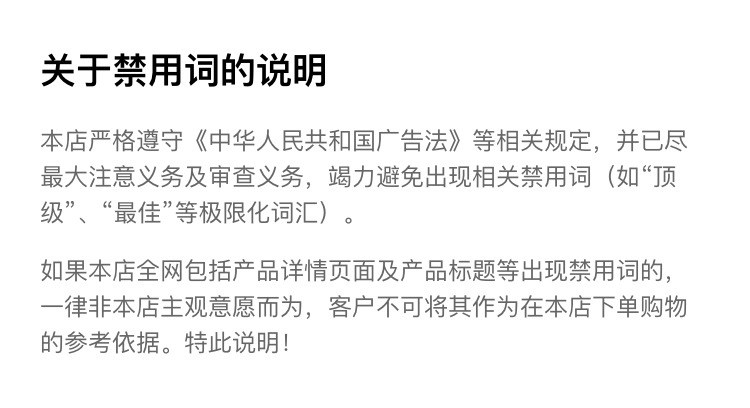 关于禁用词的说明
本店严格遵守《中华人民共和国广告法》等相关规定，并已尽
最大注意义务及审查义务，竭力避免出现相关禁用词（如“顶
级”、“最佳”等极限化词汇）。
如果本店全网包括产品详情页面及产品标题等出现禁用词的，
一律非本店主观意愿而为，客户不可将其作为在本店下单购物
的参考依据。特此说明！